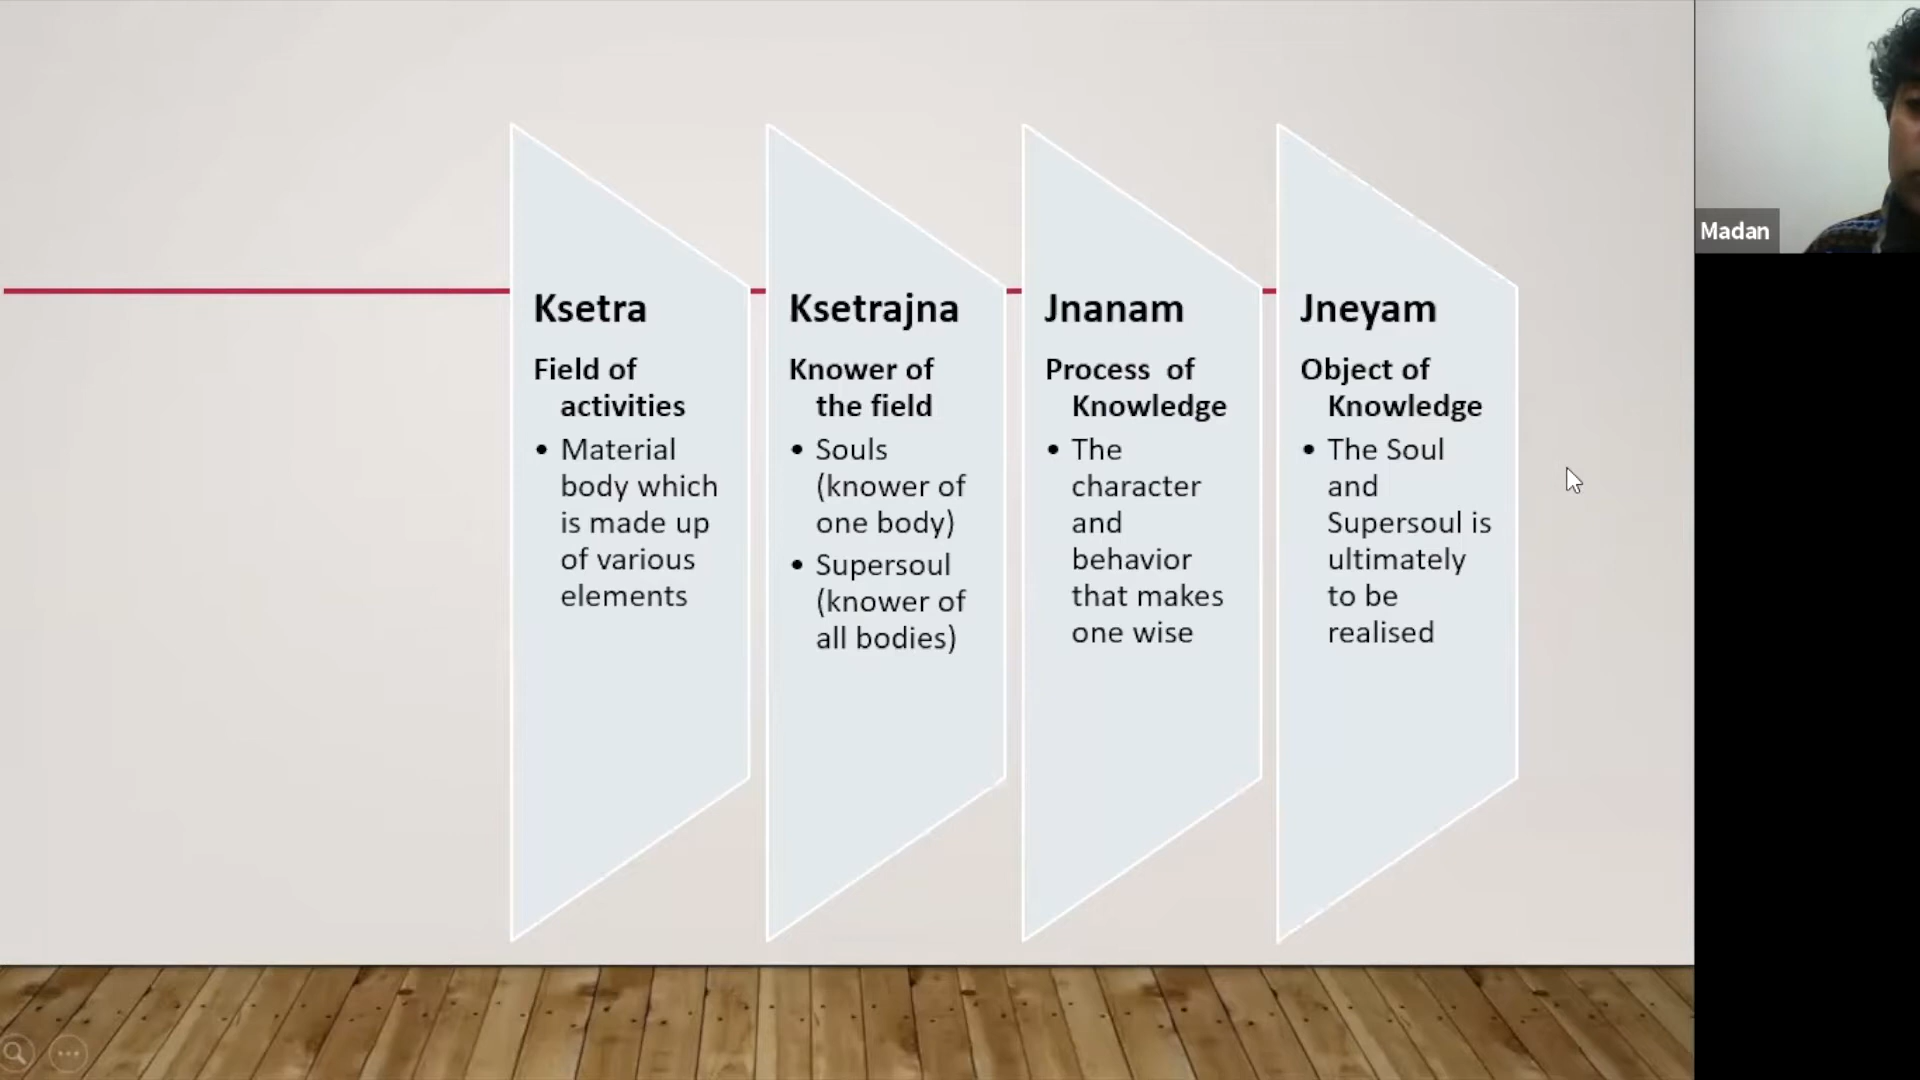 Ksetra
Field of
activities
• Material
body which
is made up
of various
elements
Ksetrajna
Knower of
the field
• Souls
(knower of
one body)
• Supersoul
(knower of
all bodies)
Jnanam
Process of
Knowledge
• The
character
and
behavior
that makes
one wise
Jneyam
Object of
Knowledge
• The Soul
and
Supersoul is
ultimately
to be
realised
Madan